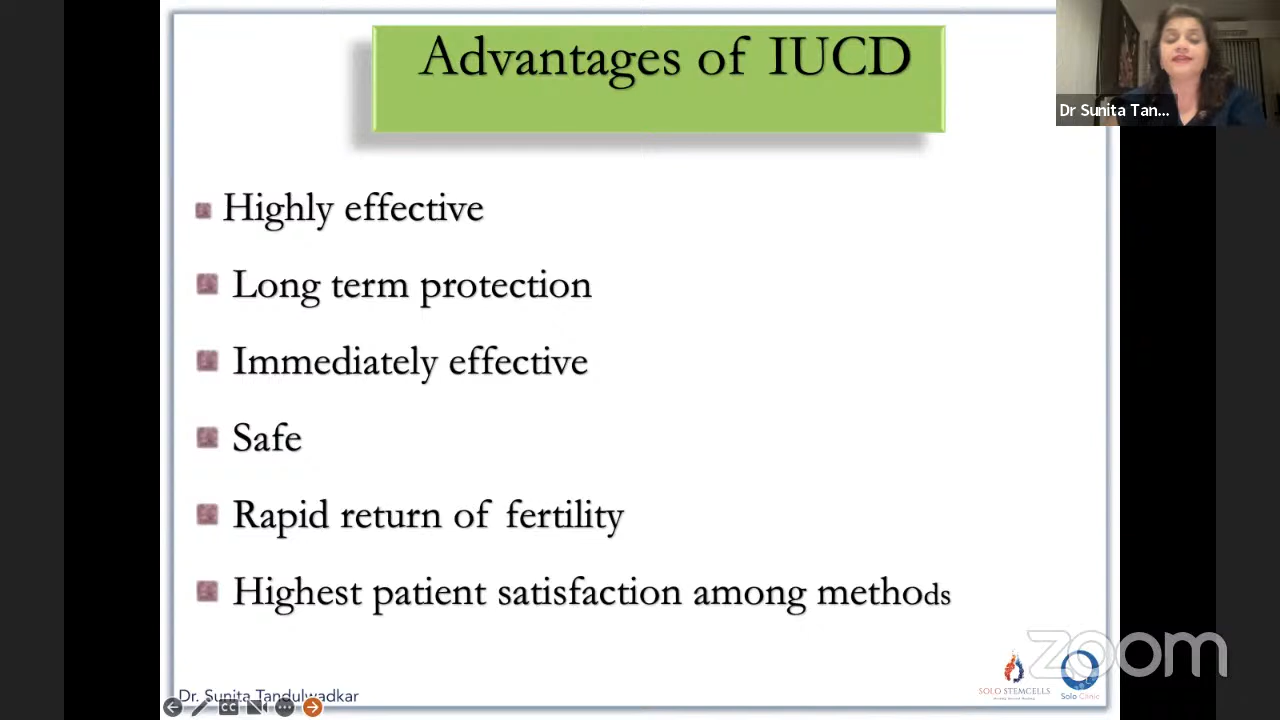 Advantages of IUCD
Dr Sunita Tan...
Highly effective
Long term protection
Immediately effective
Safe
Rapid return of fertility
Highest patient satisfaction among methods
zoom
SOLO STEMCELLS
Solo Clinic
Dr. Sunita Tandulwadkar
CC